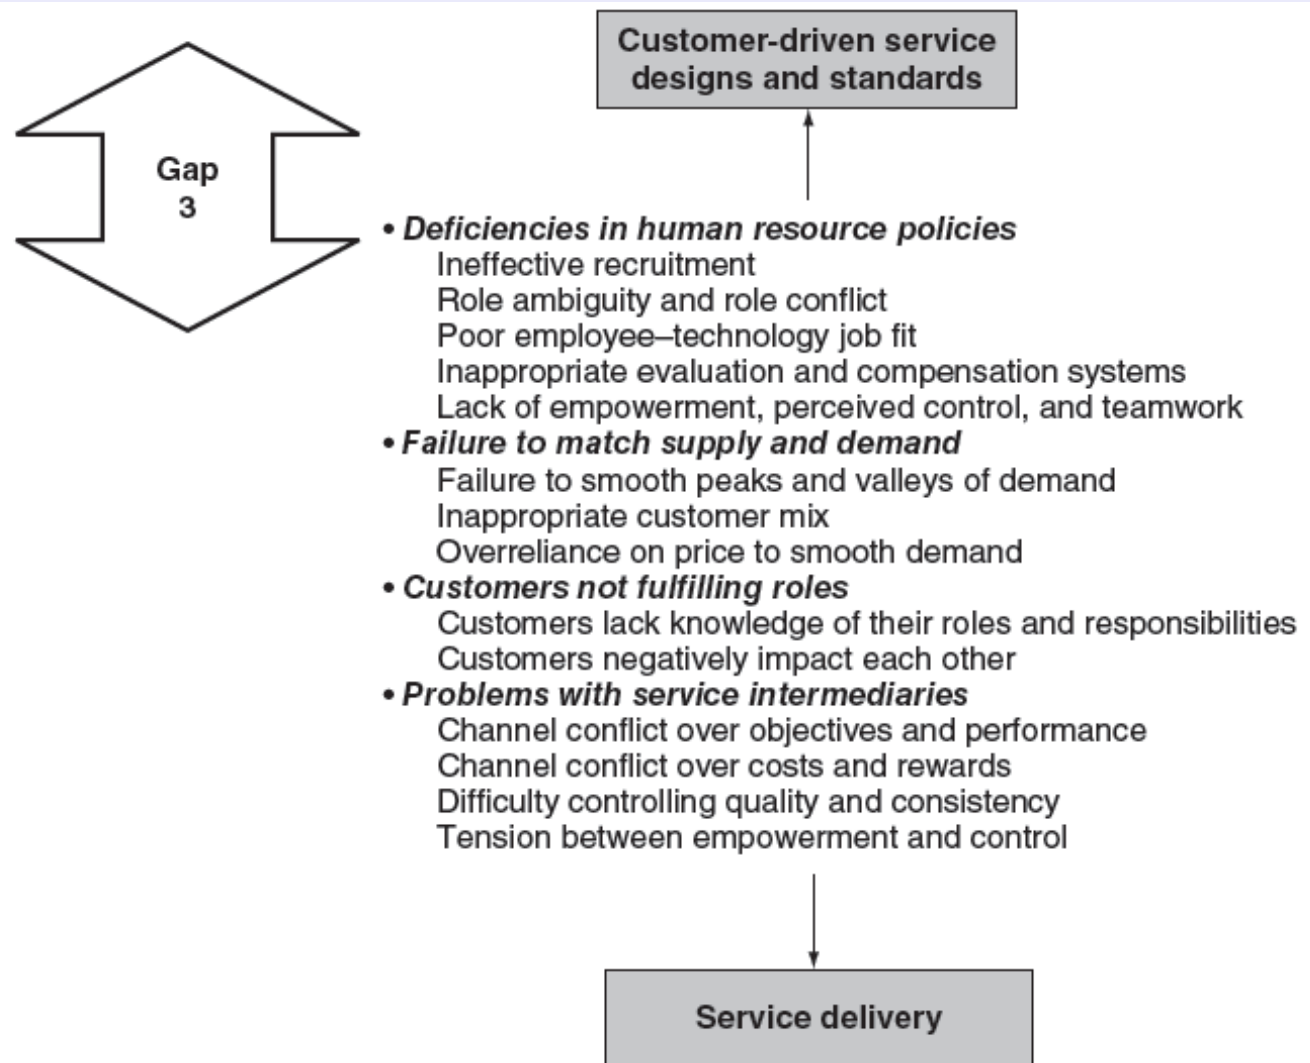 Customer-driven service
designs and standards
Gap
3
• Deficiencies in human resource policies
Ineffective recruitment
Role ambiguity and role conflict
Poor employee–technology job fit
Inappropriate evaluation and compensation systems
Lack of empowerment, perceived control, and teamwork
• Failure to match supply and demand
Failure to smooth peaks and valleys of demand
Inappropriate customer mix
Overreliance on price to smooth demand
• Customers not fulfilling roles
Customers lack knowledge of their roles and responsibilities
Customers negatively impact each other
• Problems with service intermediaries
Channel conflict over objectives and performance
Channel conflict over costs and rewards
Difficulty controlling quality and consistency
Tension between empowerment and control
Service delivery